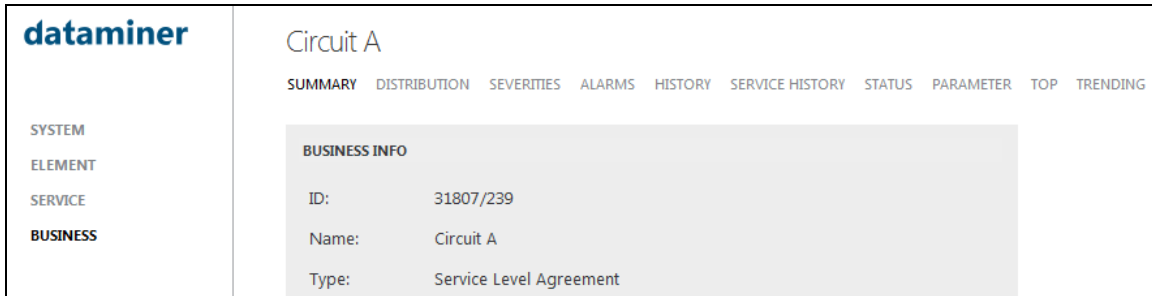 dataminer
Circuit A
SUMMARY DISTRIBUTION SEVERITIES ALARMS HISTORY SERVICE HISTORY STATUS PARAMETER TOP TRENDING
SYSTEM
ELEMENT
SERVICE
BUSINESS
BUSINESS INFO
ID: 31807/239
Name: Circuit A
Type: Service Level Agreement